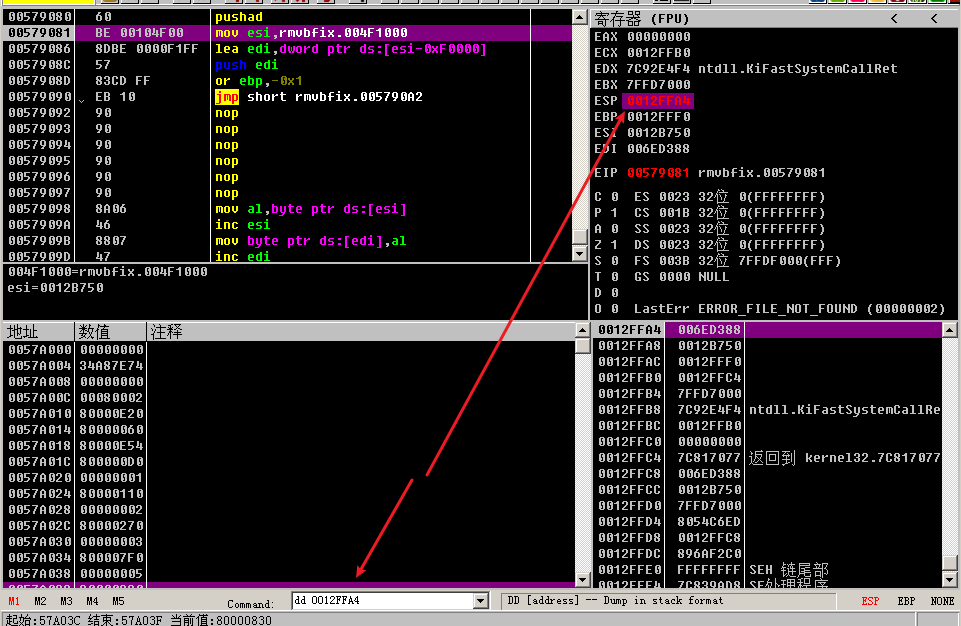 00579080 60 pushad
00579081 BE 00104F00 mov esi,rmvbfix.004F1000
00579086 8DBE 0000F1FF lea edi,dword ptr ds:[esi-0xF0000]
0057908C 57 push edi
0057908D 83CD FF or ebp,-0x1
00579090 EB 10 jmp short rmvbfix.005790A2
00579092 90 nop
00579093 90 nop
00579094 90 nop
00579095 90 nop
00579096 90 nop
00579097 90 nop
00579098 8A06 mov al,byte ptr ds:[esi]
0057909A 46 inc esi
0057909B 8807 mov byte ptr ds:[edi],al
0057909D 47 inc edi
004F1000=rmvbfix.004F1000
esi=0012B750
寄存器 (FPU) < <
EAX 00000000
ECX 0012FFB0
EDX 7C92E4F4 ntdll.KiFastSystemCallRet
EBX 7FFD7000
ESP 0012FFA4
EBP 0012FFF0
ESI 0012B750
EDI 006ED388
EIP 00579081 rmvbfix.00579081
C 0 ES 0023 32位 0(FFFFFFFF)
P 1 CS 001B 32位 0(FFFFFFFF)
A 0 SS 0023 32位 0(FFFFFFFF)
Z 1 DS 0023 32位 0(FFFFFFFF)
S 0 FS 003B 32位 7FFDF000(FFF)
T 0 GS 0000 NULL
D 0
O 0 LastErr ERROR_FILE_NOT_FOUND (00000002)
地址 数值 注释
0057A000 00000000
0057A004 34A87E74
0057A008 00000000
0057A00C 00080002
0057A010 80000E20
0057A014 80000060
0057A018 80000E54
0057A01C 800000D0
0057A020 00000001
0057A024 80000110
0057A028 00000002
0057A02C 80000270
0057A030 00000003
0057A034 800007F0
0057A038 00000005
0012FFA4 006ED388
0012FFA8 0012B750
0012FFAC 0012FFF0
0012FFB0 0012FFC4
0012FFB4 7FFD7000
0012FFB8 7C92E4F4 ntdll.KiFastSystemCallRe
0012FFBC 0012FFB0
0012FFC0 00000000
0012FFC4 7C817077 返回到 kernel32.7C817077
0012FFC8 006ED388
0012FFCC 0012B750
0012FFD0 7FFD7000
0012FFD4 8054C6ED
0012FFD8 0012FFC8
0012FFDC 896AF2C0
0012FFE0 FFFFFFFF SEH 链尾部
0012FFE4 7C839AD8 SE处理程序
M1 M2 M3 M4 M5 Command: dd 0012FFA4 DD [address] -- Dump in stack format ESP EBP NONE
起始:57A03C 结束:57A03F 当前值:80000830